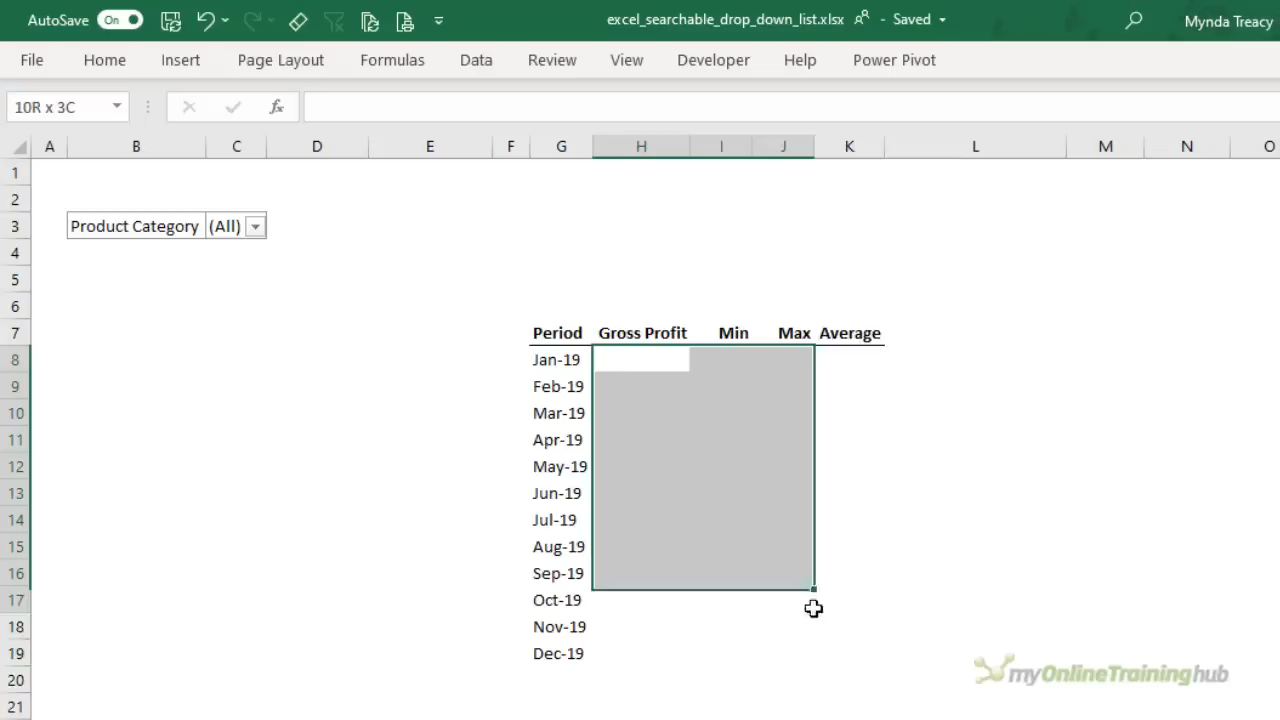 AutoSave On excel_searchable_drop_down_list.xlsx - Saved Mynda Treacy
File Home Insert Page Layout Formulas Data Review View Developer Help Power Pivot
10R x 3C fx
A B C D E F G H I J K L M N O
1
2
3 Product Category (All)
4
5
6
7 Period Gross Profit Min Max Average
8 Jan-19
9 Feb-19
10 Mar-19
11 Apr-19
12 May-19
13 Jun-19
14 Jul-19
15 Aug-19
16 Sep-19
17 Oct-19
18 Nov-19
19 Dec-19
20
myOnlineTraininghub
21